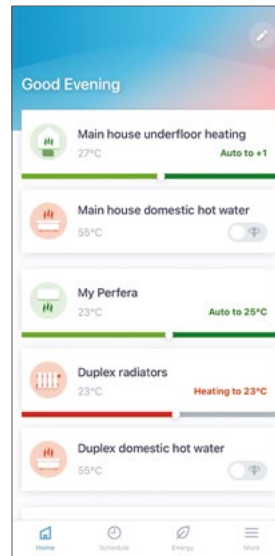 Good Evening
Main house underfloor heating
27°C
Auto to +1
Main house domestic hot water
55°C
My Perfera
23°C
Auto to 25°C
Duplex radiators
23°C
Heating to 23°C
Duplex domestic hot water
55°C
Home
Schedule
Energy
More